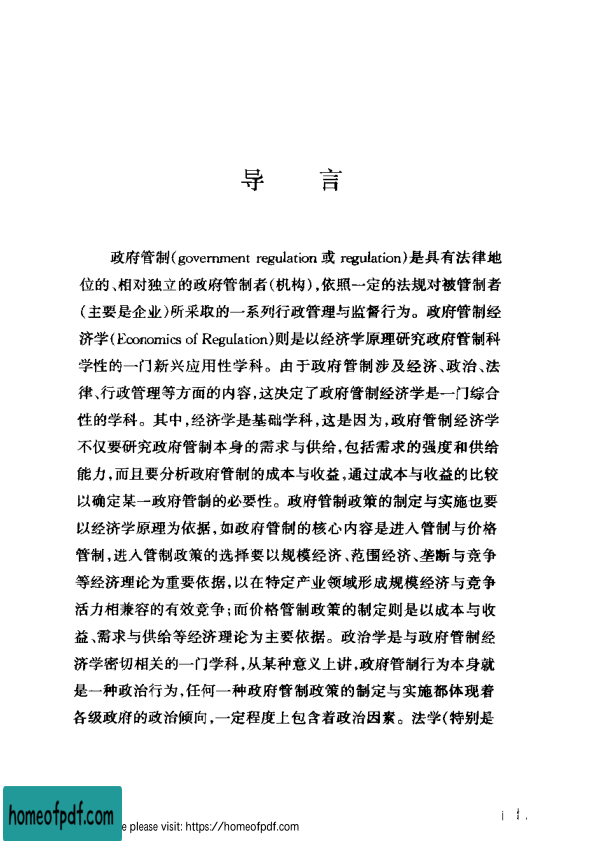 导 言
政府管制(government regulation 或 regulation)是具有法律地
位的、相对独立的政府管制者(机构),依照一定的法规对被管制者
(主要是企业)所采取的一系列行政管理与监督行为。政府管制经
济学(Economics of Regulation)则是以经济学原理研究政府管制科
学性的一门新兴应用性学科。由于政府管制涉及经济、政治、法
律、行政管理等方面的内容,这决定了政府管制经济学是一门综合
性的学科。其中,经济学是基础学科,这是因为,政府管制经济学
不仅要研究政府管制本身的需求与供给,包括需求的强度和供给
能力,而且要分析政府管制的成本与收益,通过成本与收益的比较
以确定某一政府管制的必要性。政府管制政策的制定与实施也要
以经济学原理为依据,如政府管制的核心内容是进入管制与价格
管制,进入管制政策的选择要以规模经济、范围经济、垄断与竞争
等经济理论为重要依据,以在特定产业领域形成规模经济与竞争
活力相兼容的有效竞争;而价格管制政策的制定则是以成本与收
益、需求与供给等经济理论为主要依据。政治学是与政府管制经
济学密切相关的一门学科,从某种意义上讲,政府管制行为本身就
是一种政治行为,任何一种政府管制政策的制定与实施都体现着
各级政府的政治倾向,一定程度上包含着政治因素。法学(特别是
homeofpdf.com
please visit: https://homeofpdf.com